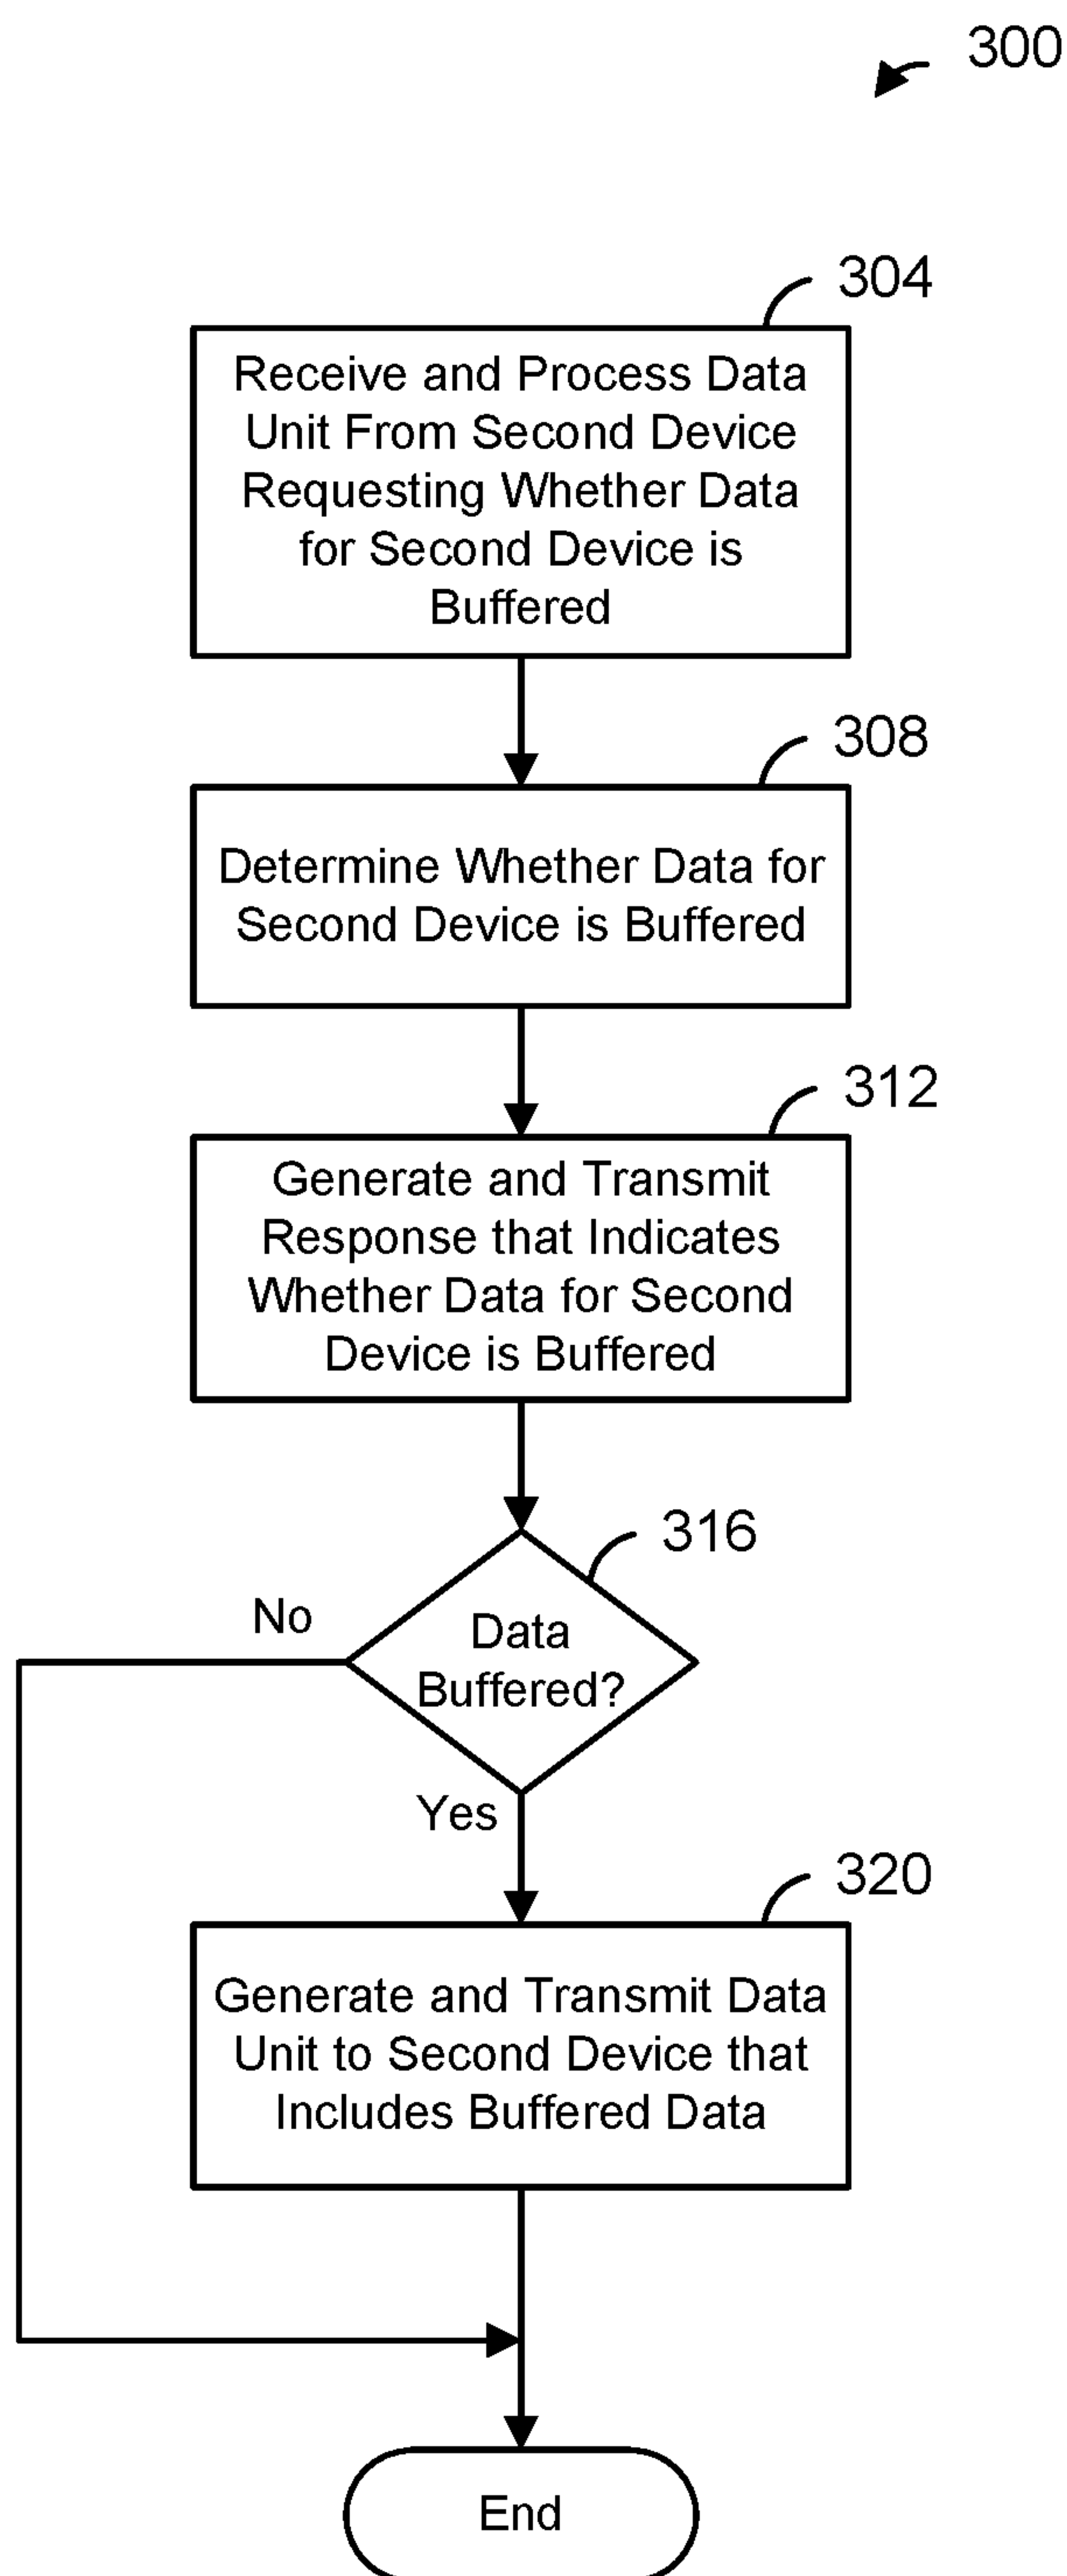 300
304
Receive and Process Data
Unit From Second Device
Requesting Whether Data
for Second Device is
Buffered
308
Determine Whether Data for
Second Device is Buffered
312
Generate and Transmit
Response that Indicates
Whether Data for Second
Device is Buffered
316
No
Data
Buffered?
Yes
320
Generate and Transmit Data
Unit to Second Device that
Includes Buffered Data
End